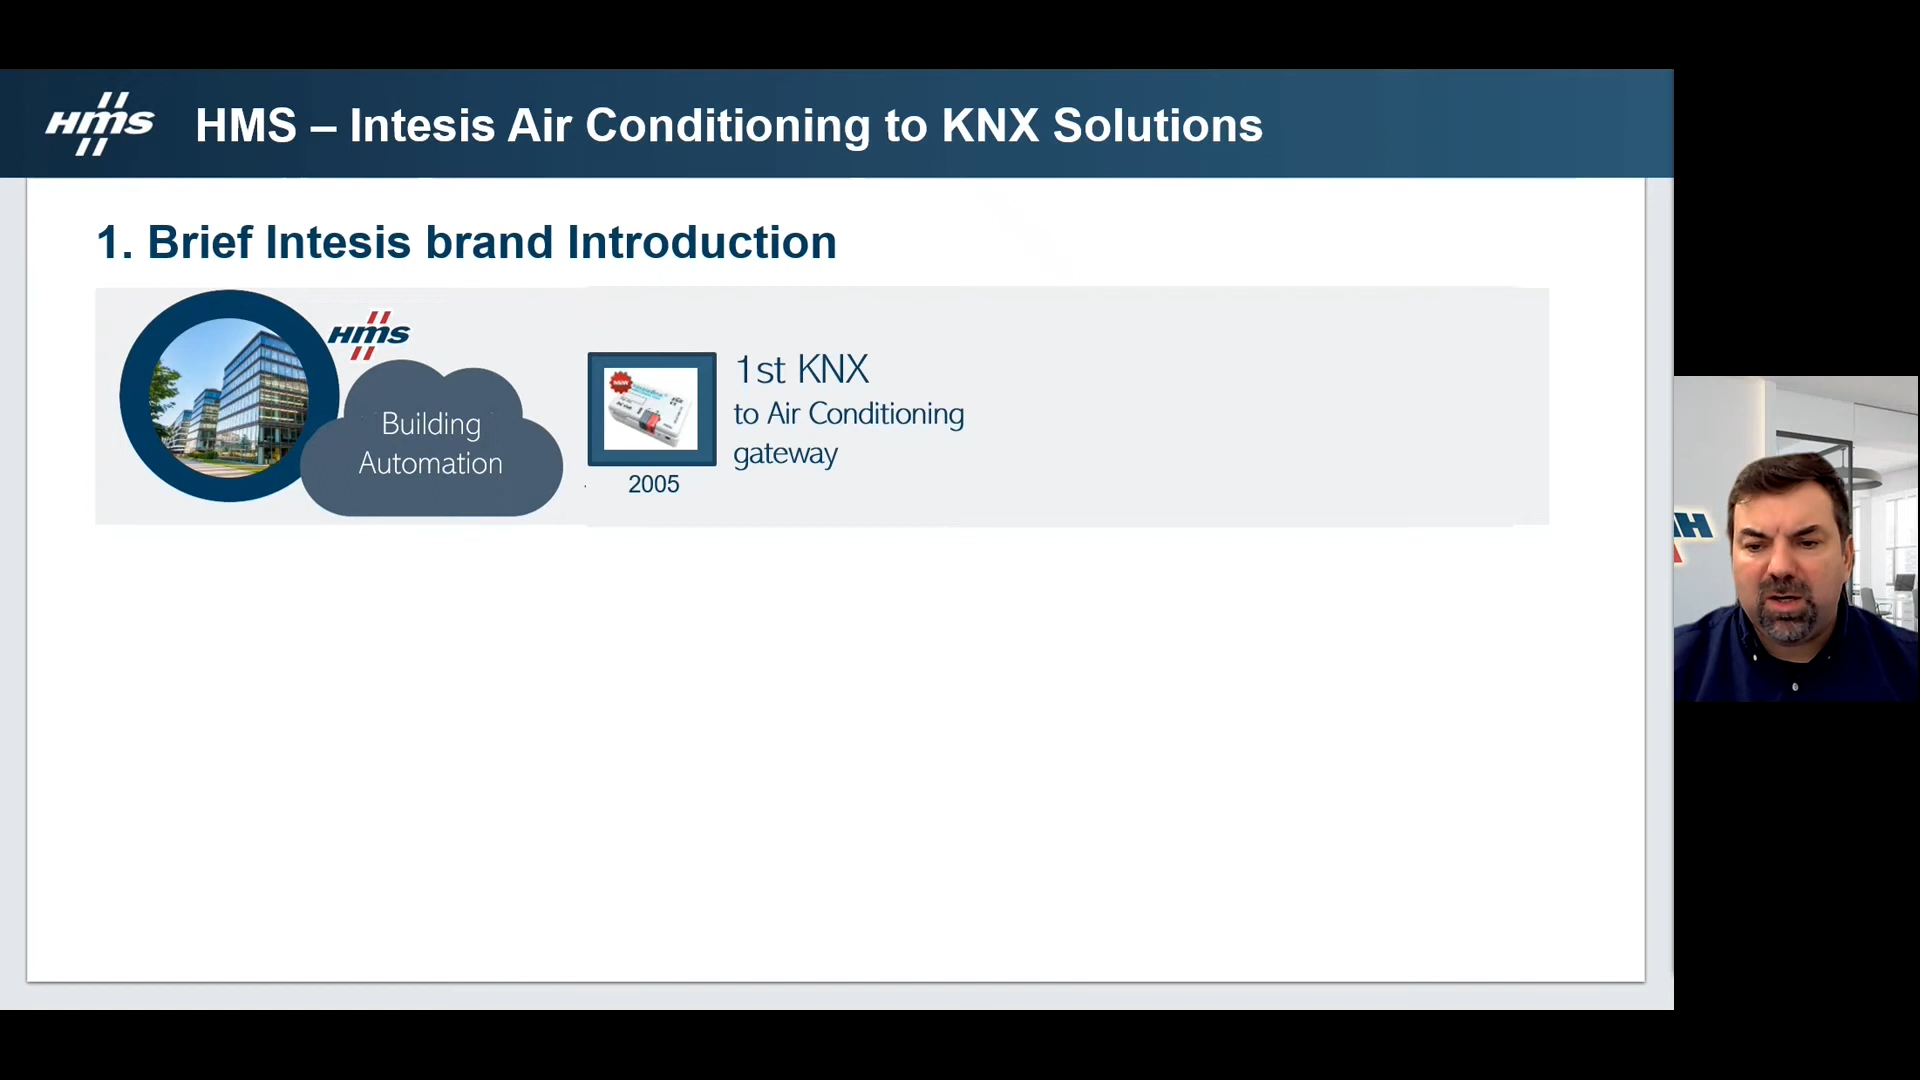 HMS
HMS – Intesis Air Conditioning to KNX Solutions
1. Brief Intesis brand Introduction
HMS
Building
Automation
1st KNX
to Air Conditioning
gateway
2005